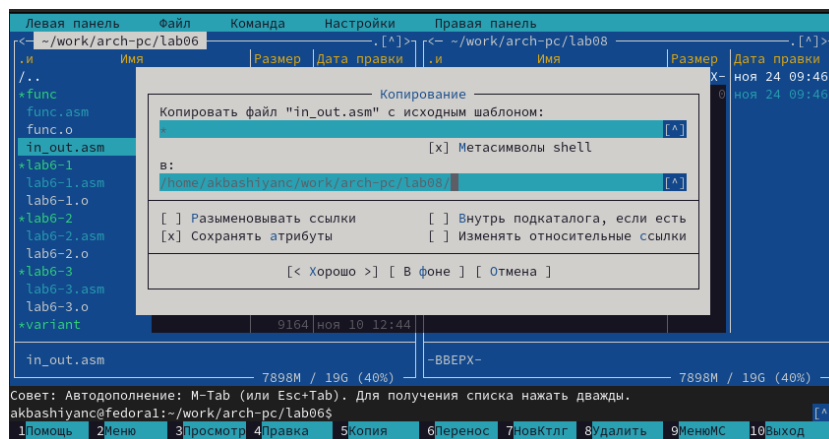 Левая панель Файл Команда Настройки Правая панель
<— ~/work/arch-pc/lab06 .[^]> <— ~/work/arch-pc/lab08 .[^]>
.и Имя Размер Дата правки .и Имя Размер Дата правки
/.. X- ноя 24 09:46
*func Копирование 0 ноя 24 09:46
func.asm Копировать файл "in_out.asm" с исходным шаблоном:
func.o * [^]
in_out.asm [x] Метасимволы shell
*lab6-1 в:
lab6-1.asm /home/akbashiyanc/work/arch-pc/lab08/ [^]
lab6-1.o
*lab6-2 [ ] Разыменовывать ссылки [ ] Внутрь подкаталога, если есть
lab6-2.asm [x] Сохранять атрибуты [ ] Изменять относительные ссылки
lab6-2.o
*lab6-3 [< Хорошо >] [ В фоне ] [ Отмена ]
lab6-3.asm
lab6-3.o
*variant 9164 ноя 10 12:44
in_out.asm -ВВЕРХ-
7898M / 19G (40%) 7898M / 19G (40%)
Совет: Автодополнение: M-Tab (или Esc+Tab). Для получения списка нажать дважды.
akbashiyanc@fedora1:~/work/arch-pc/lab06$ [^
1Помощь 2Меню 3Просмотр 4Правка 5Копия 6Перенос 7НовКтлг 8Удалить 9МенюМС 10Выход